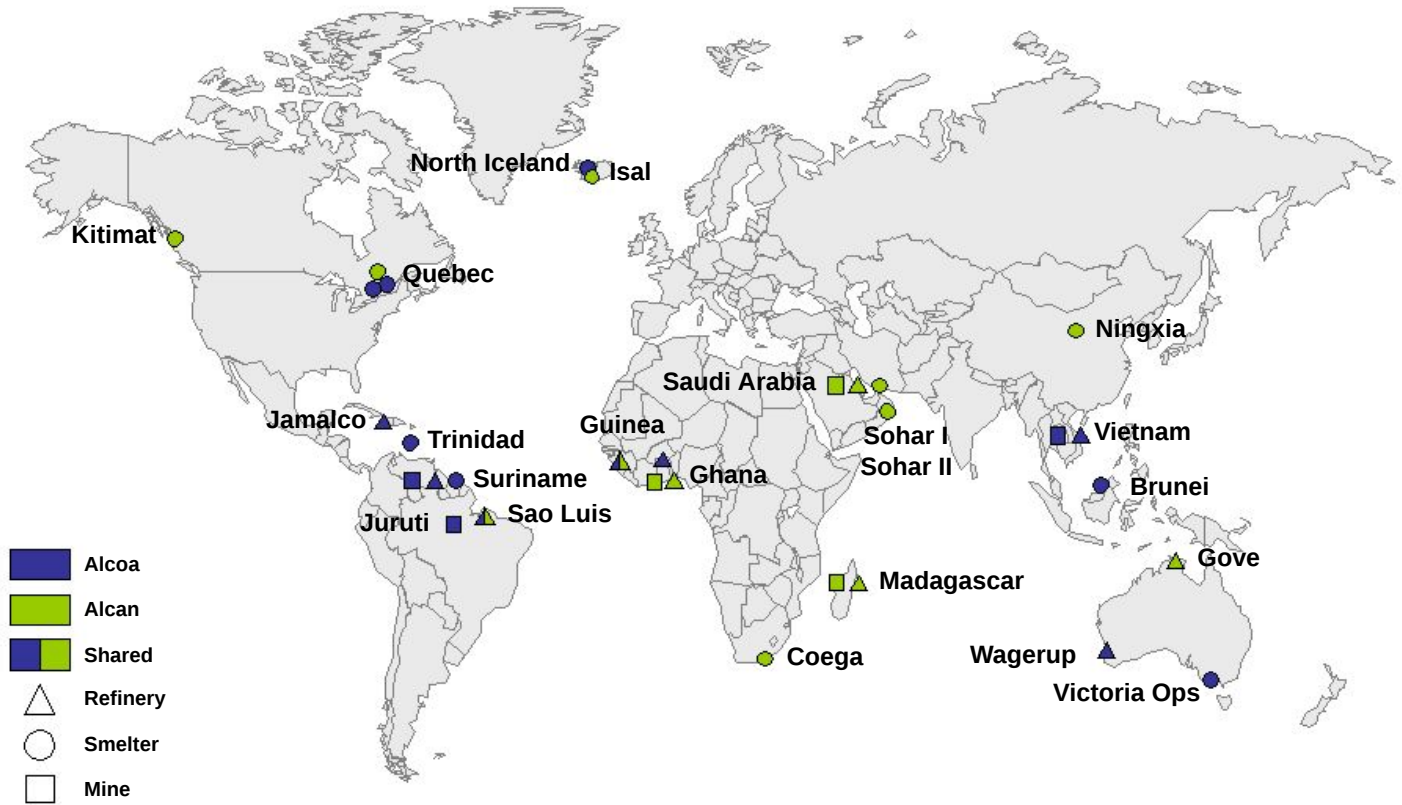 North Iceland
Isal
Kitimat
Quebec
Ningxia
Saudi Arabia
Jamalco
Guinea
Trinidad
Sohar I
Sohar II
Vietnam
Suriname
Ghana
Brunei
Juruti
Sao Luis
Gove
Madagascar
Wagerup
Coega
Victoria Ops
Alcoa
Alcan
Shared
Refinery
Smelter
Mine